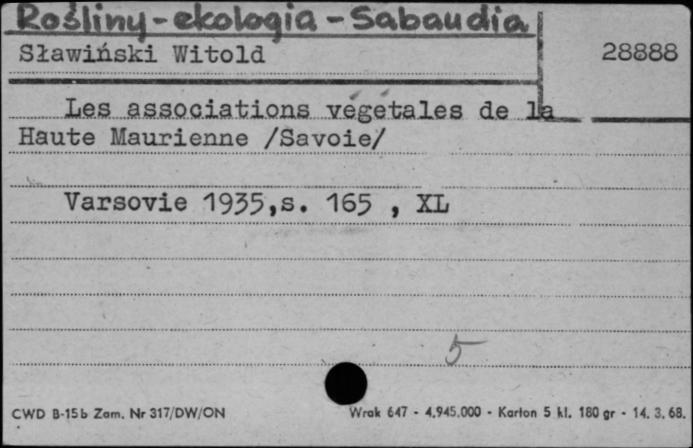 Rośliny - ekologia - Sabaudia
Sławiński Witold
28888
Les associations végétales de la
Haute Maurienne /Savoie/
Varsovie 1935,s. 165 , XL
5
CWD B-15b Zam. Nr 317/DW/ON
Wrak 647 - 4.945.000 - Karton 5 kl. 180 gr - 14. 3. 68.